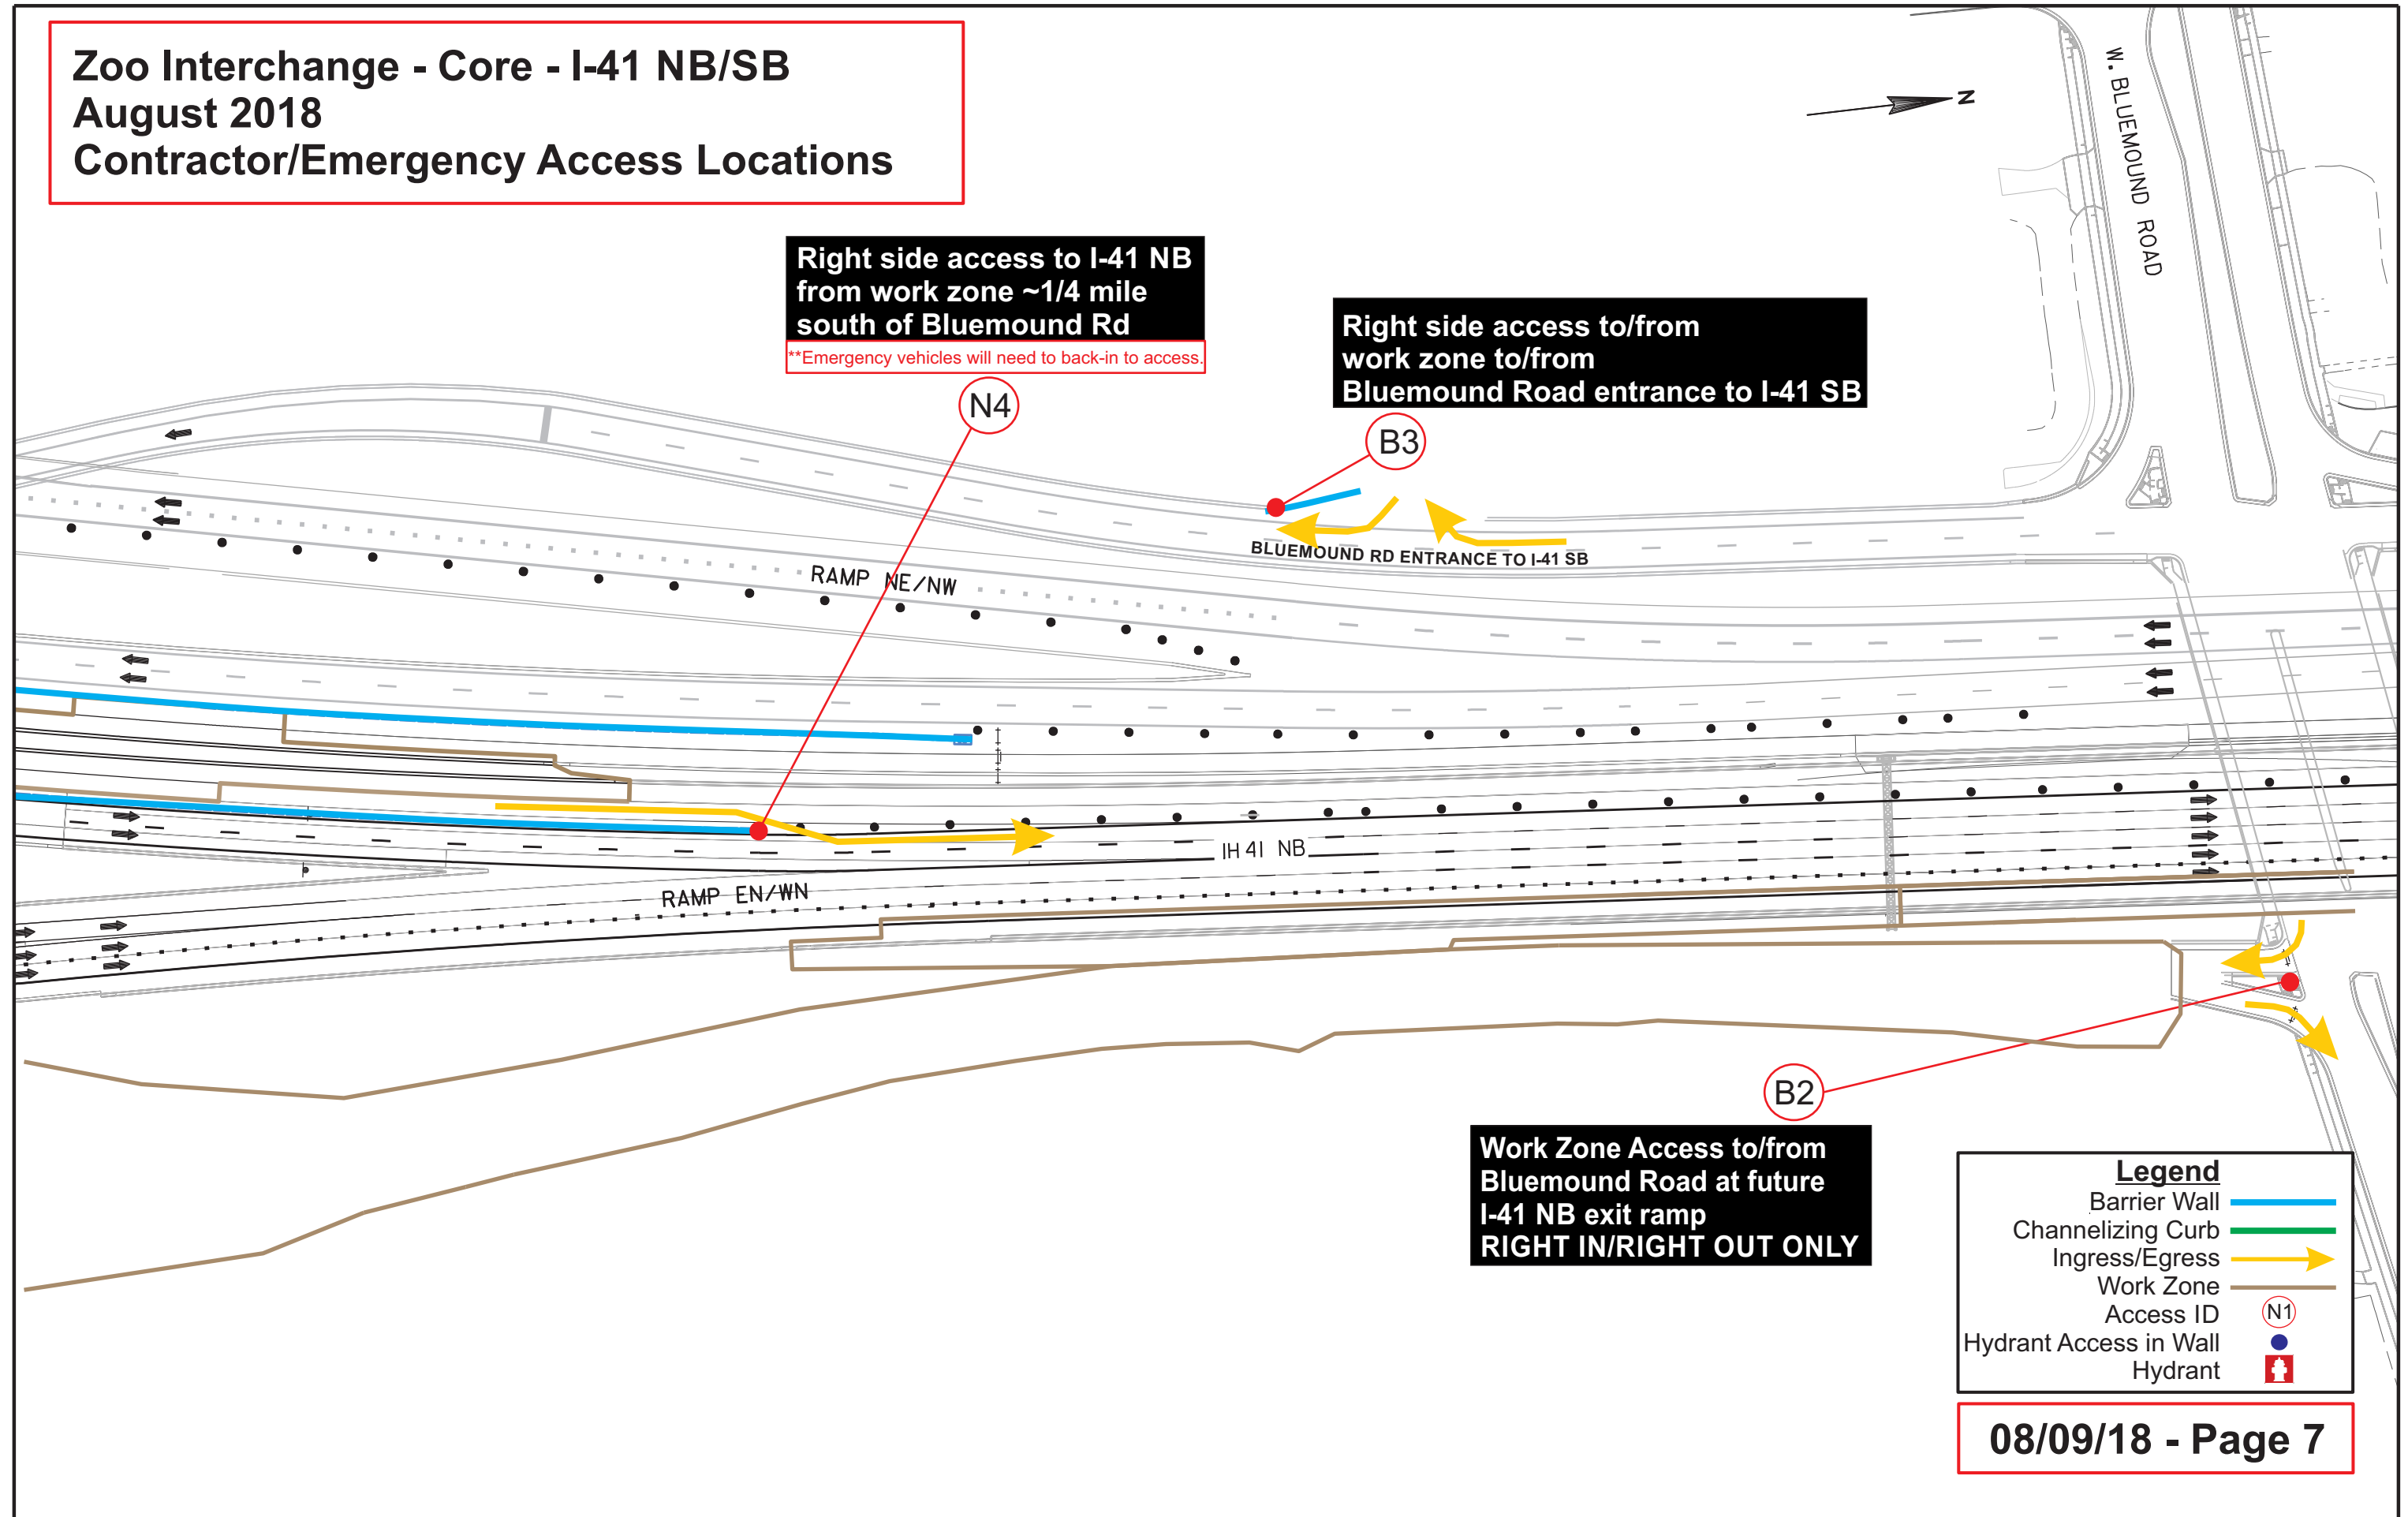 Zoo Interchange - Core - I-41 NB/SB
August 2018
Contractor/Emergency Access Locations
N
W. BLUEMOUND ROAD
Right side access to I-41 NB
from work zone ~1/4 mile
south of Bluemound Rd
**Emergency vehicles will need to back-in to access.
N4
Right side access to/from
work zone to/from
Bluemound Road entrance to I-41 SB
B3
BLUEMOUND RD ENTRANCE TO I-41 SB
RAMP NE/NW
IH 41 NB
RAMP EN/WN
B2
Work Zone Access to/from
Bluemound Road at future
I-41 NB exit ramp
RIGHT IN/RIGHT OUT ONLY
Legend
Barrier Wall
Channelizing Curb
Ingress/Egress
Work Zone
Access ID N1
Hydrant Access in Wall
Hydrant
08/09/18 - Page 7